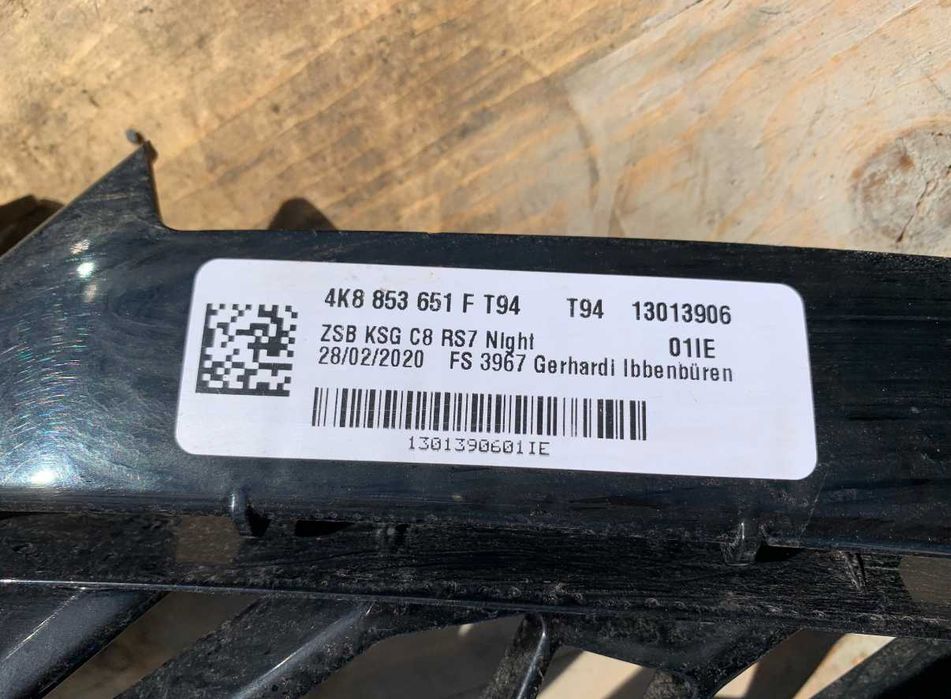 4K8 853 651 F T94 T94 13013906
ZSB KSG C8 RS7 Night 01IE
28/02/2020 FS 3967 Gerhardi Ibbenbüren
1301390601IE